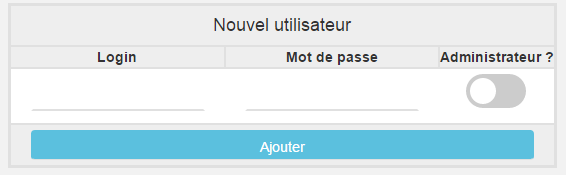 Nouvel utilisateur
Login Mot de passe Administrateur ?
Ajouter